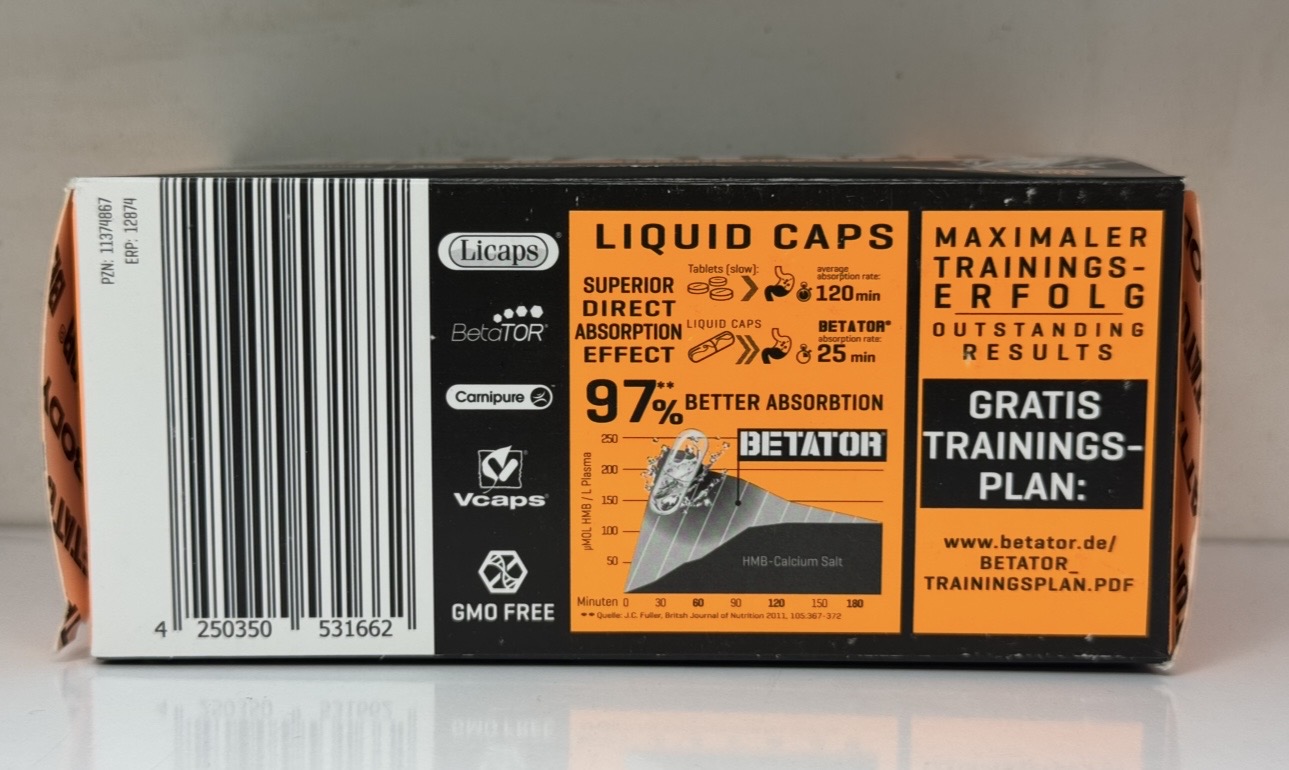 PZN: 11374867
ERP: 12874
4 250350 531662
Licaps®
BetaTOR®
Carnipure™
Vcaps®
GMO FREE
LIQUID CAPS
SUPERIOR
DIRECT
ABSORPTION
EFFECT
Tablets (slow):
average
absorption rate:
120 min
LIQUID CAPS
BETATOR®
absorption rate:
25 min
97%** BETTER ABSORBTION
BETATOR®
µMOL HMB / L Plasma
250
200
150
100
50
HMB-Calcium Salt
Minuten 0 30 60 90 120 150 180
** Quelle: J.C. Fuller, Britsh Journal of Nutrition 2011, 105:367-372
MAXIMALER
TRAININGS-
ERFOLG
OUTSTANDING
RESULTS
GRATIS
TRAININGS-
PLAN:
www.betator.de/
BETATOR_
TRAININGSPLAN.PDF